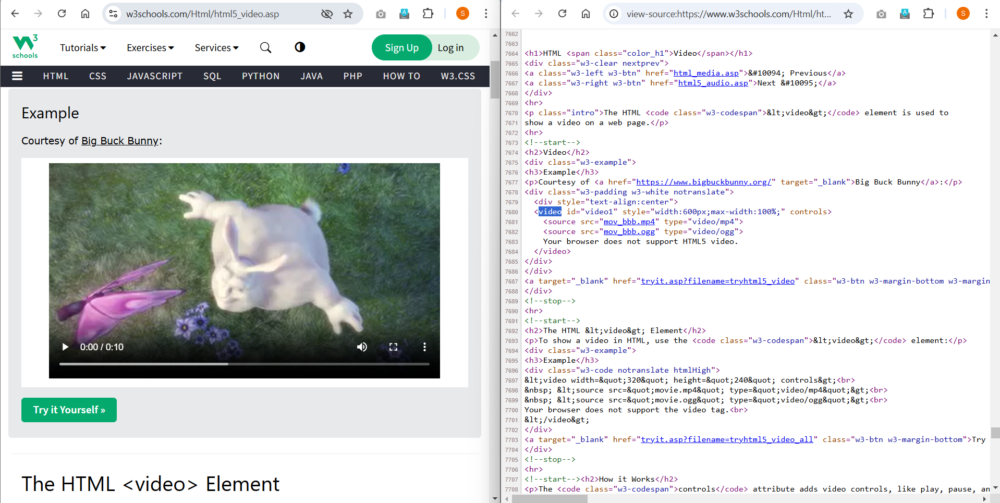 w3schools.com/Html/html5_video.asp
S
W3
schools
Tutorials
Exercises
Services
Sign Up
Log in
HTML
CSS
JAVASCRIPT
SQL
PYTHON
JAVA
PHP
HOW TO
W3.CSS
Example
Courtesy of Big Buck Bunny:
0:00 / 0:10
Try it Yourself »
The HTML <video> Element
view-source:https://www.w3schools.com/Html/ht...
S
7662
7663
7664 <h1>HTML <span class="color_h1">Video</span></h1>
7665 <div class="w3-clear nextprev">
7666 <a class="w3-left w3-btn" href="html_media.asp">&#10094; Previous</a>
7667 <a class="w3-right w3-btn" href="html5_audio.asp">Next &#10095;</a>
7668 </div>
7669 <hr>
7670 <p class="intro">The HTML <code class="w3-codespan">&lt;video&gt;</code> element is used to
7671 show a video on a web page.</p>
7672 <hr>
7673 <!--start-->
7674 <h2>Video</h2>
7675 <div class="w3-example">
7676 <h3>Example</h3>
7677 <p>Courtesy of <a href="https://www.bigbuckbunny.org/" target="_blank">Big Buck Bunny</a>:</p>
7678 <div class="w3-padding w3-white notranslate">
7679 <div style="text-align:center">
7680 <video id="video1" style="width:600px;max-width:100%;" controls>
7681 <source src="mov_bbb.mp4" type="video/mp4">
7682 <source src="mov_bbb.ogg" type="video/ogg">
7683 Your browser does not support HTML5 video.
7684 </video>
7685 </div>
7686 </div>
7687 <a target="_blank" href="tryit.asp?filename=tryhtml5_video" class="w3-btn w3-margin-bottom w3-margin
7688 </div>
7689 <!--stop-->
7690 <hr>
7691 <!--start-->
7692 <h2>The HTML &lt;video&gt; Element</h2>
7693 <p>To show a video in HTML, use the <code class="w3-codespan">&lt;video&gt;</code> element:</p>
7694 <div class="w3-example">
7695 <h3>Example</h3>
7696 <div class="w3-code notranslate htmlHigh">
7697 &lt;video width=&quot;320&quot; height=&quot;240&quot; controls&gt;<br>
7698 &nbsp; &lt;source src=&quot;movie.mp4&quot; type=&quot;video/mp4&quot;&gt;<br>
7699 &nbsp; &lt;source src=&quot;movie.ogg&quot; type=&quot;video/ogg&quot;&gt;<br>
7700 Your browser does not support the video tag.<br>
7701 &lt;/video&gt;
7702 </div>
7703 <a target="_blank" href="tryit.asp?filename=tryhtml5_video_all" class="w3-btn w3-margin-bottom">Try
7704 </div>
7705 <!--stop-->
7706 <hr>
7707 <!--start--><h2>How it Works</h2>
7708 <p>The <code class="w3-codespan">controls</code> attribute adds video controls, like play, pause, an